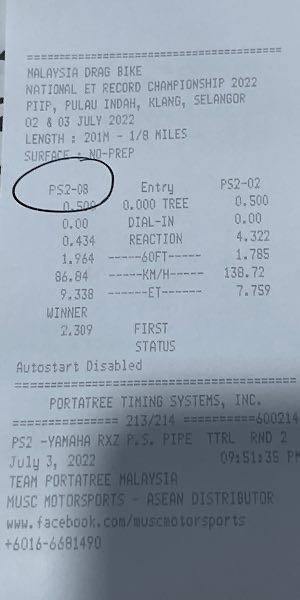 ==================================
MALAYSIA DRAG BIKE
NATIONAL ET RECORD CHAMPIONSHIP 2022
PIIP, PULAU INDAH, KLANG, SELANGOR
02 & 03 JULY 2022
LENGTH : 201M - 1/8 MILES
SURFACE : NO-PREP
PS2-08 Entry PS2-02
0.500 0.000 TREE 0.500
0.00 DIAL-IN 0.00
0.434 REACTION 4.322
1.964 -----60FT----- 1.785
86.84 -----KM/H----- 138.72
9.338 ------ET------ 7.759
WINNER
2.309 FIRST
STATUS
Autostart Disabled
==================================
PORTATREE TIMING SYSTEMS, INC.
=============== 213/214 ==========600214
PS2 -YAMAHA RXZ P.S. PIPE TTRL RND 2
July 3, 2022 09:51:35 PM
TEAM PORTATREE MALAYSIA
MUSC MOTORSPORTS - ASEAN DISTRIBUTOR
www.facebook.com/muscmotorsports
+6016-6681490